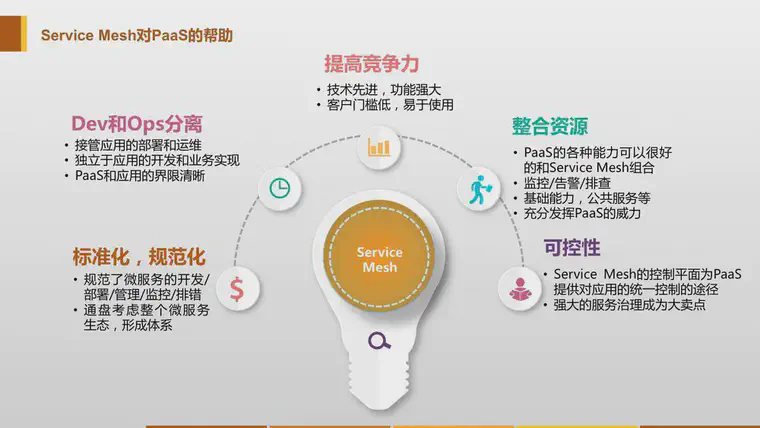 Service Mesh对PaaS的帮助
提高竞争力
• 技术先进，功能强大
• 客户门槛低，易于使用
Dev和Ops分离
• 接管应用的部署和运维
• 独立于应用的开发和业务实现
• PaaS和应用的界限清晰
整合资源
• PaaS的各种能力可以很好
的和Service Mesh组合
• 监控/告警/排查
• 基础能力，公共服务等
• 充分发挥PaaS的威力
标准化，规范化
• 规范了微服务的开发/
部署/管理/监控/排错
• 通盘考虑整个微服务
生态，形成体系
$
Service
Mesh
可控性
• Service Mesh的控制平面为PaaS
提供对应用的统一控制的途径
• 强大的服务治理成为大卖点